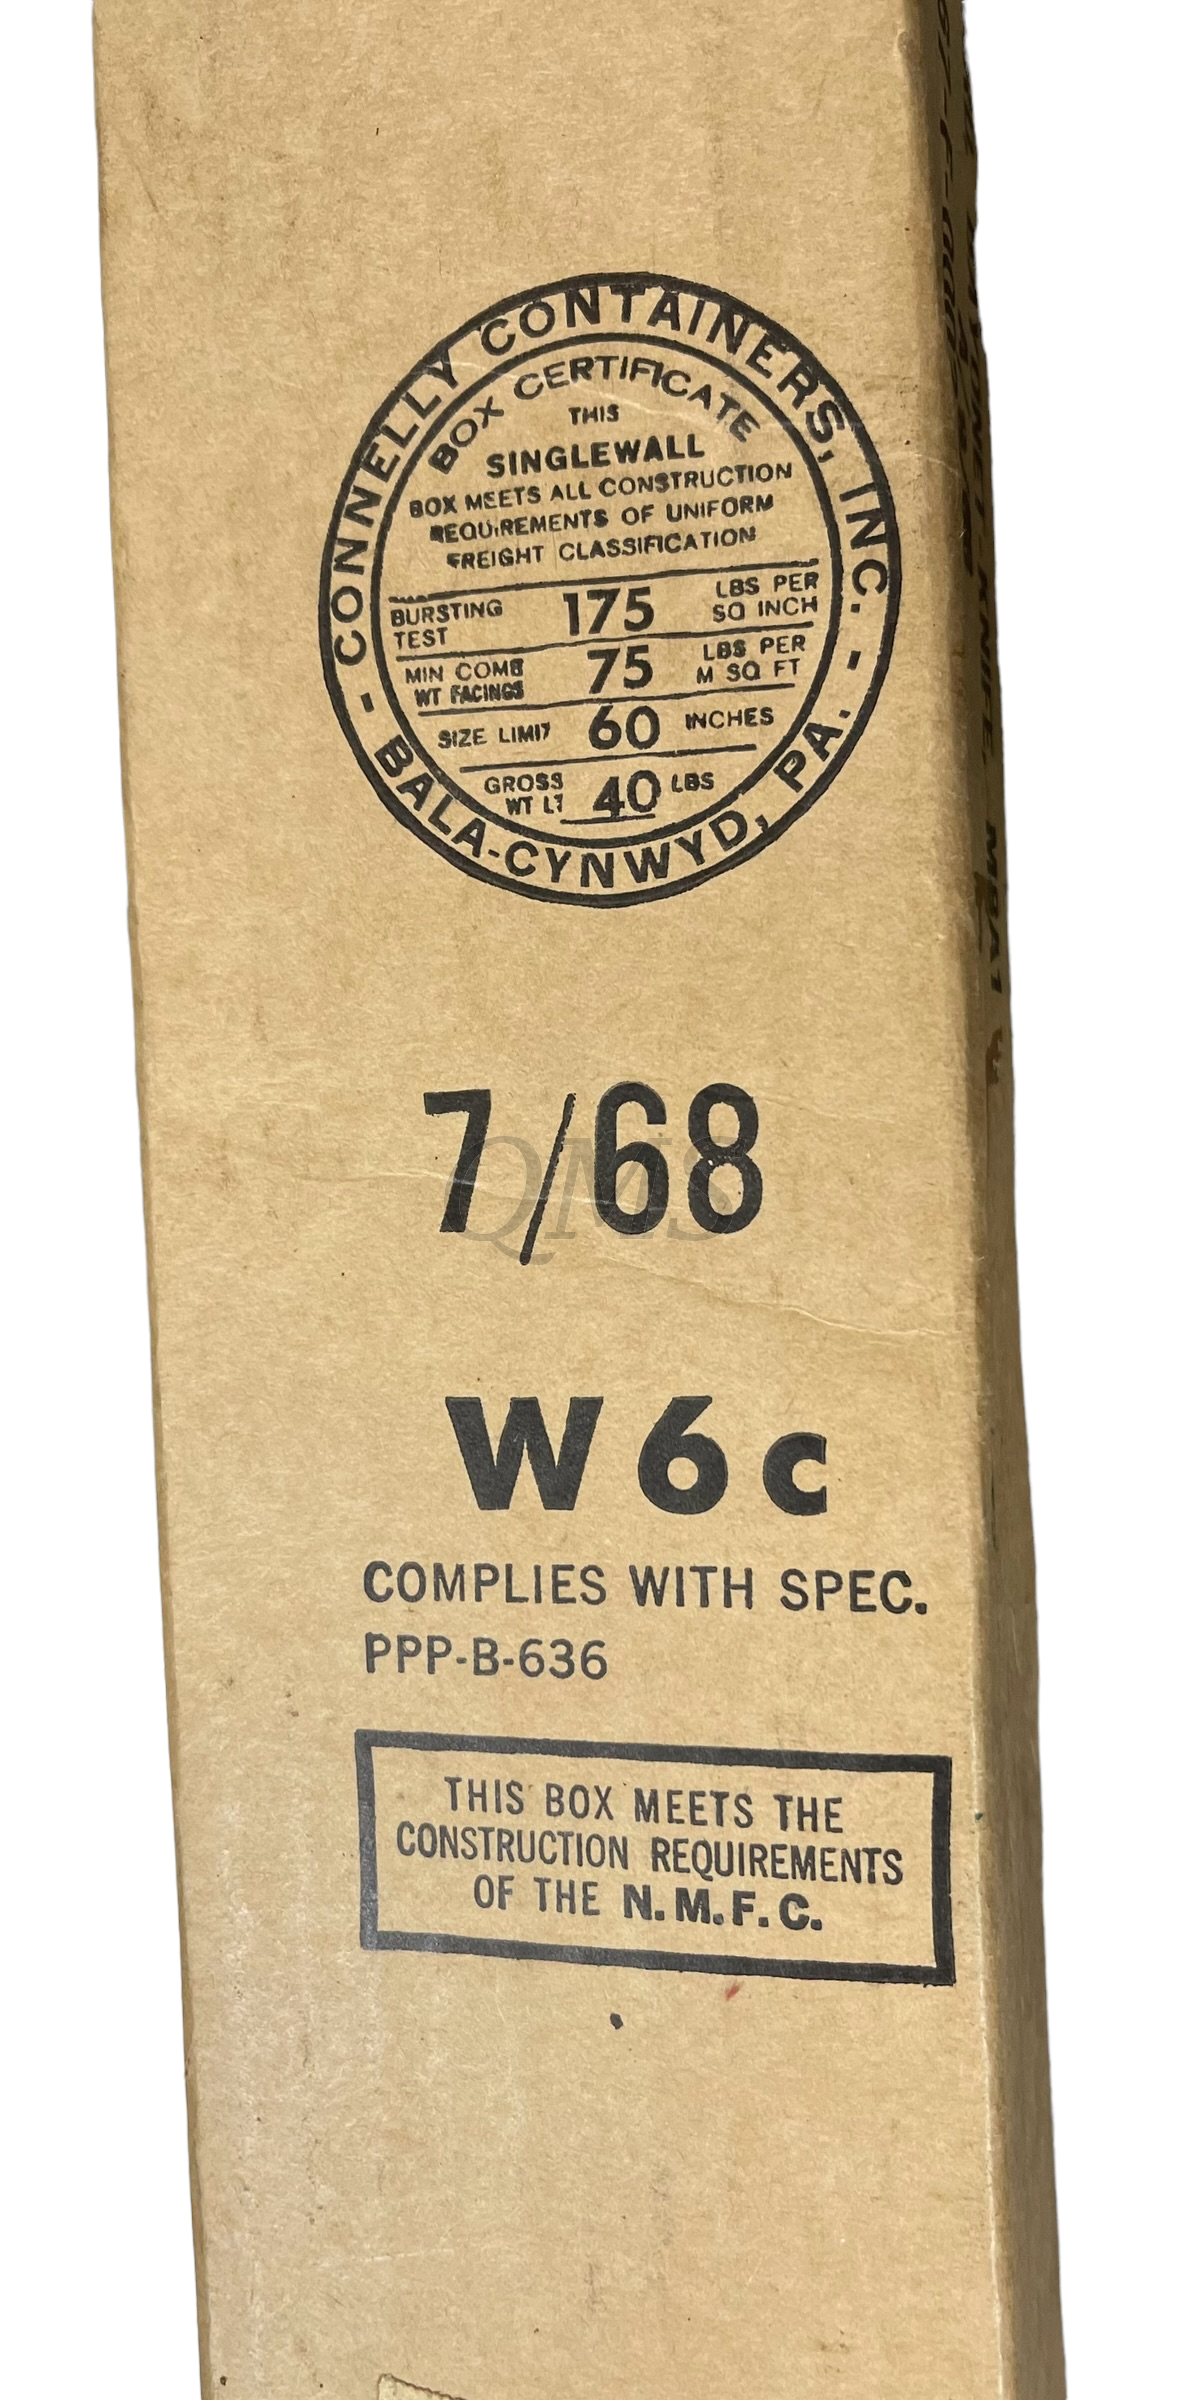 CONNELLY CONTAINERS, INC.
BOX CERTIFICATE
THIS
SINGLEWALL
BOX MEETS ALL CONSTRUCTION
REQUIREMENTS OF UNIFORM
FREIGHT CLASSIFICATION
BURSTING TEST 175 LBS PER SQ INCH
MIN COMB WT FACINGS 75 LBS PER M SQ FT
SIZE LIMIT 60 INCHES
GROSS WT LT 40 LBS
- BALA-CYNWYD, PA. -
7/68
QMS
W6c
COMPLIES WITH SPEC.
PPP-B-636
THIS BOX MEETS THE
CONSTRUCTION REQUIREMENTS
OF THE N.M.F.C.